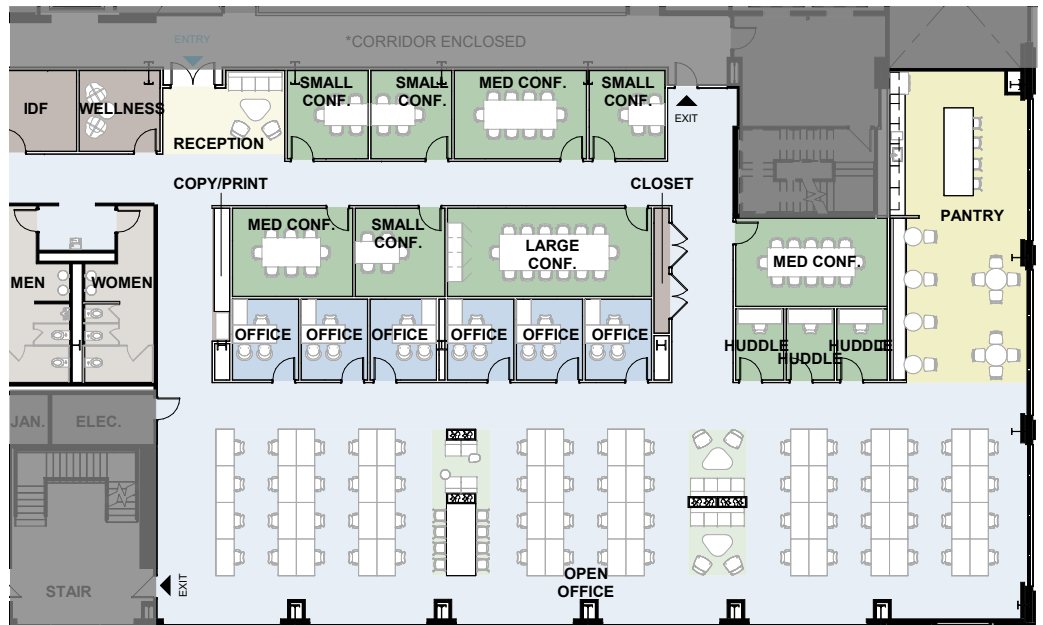 ENTRY
*CORRIDOR ENCLOSED
IDF
WELLNESS
RECEPTION
SMALL
CONF.
SMALL
CONF.
MED CONF.
SMALL
CONF.
EXIT
COPY/PRINT
CLOSET
PANTRY
MEN
WOMEN
MED CONF.
SMALL
CONF.
LARGE
CONF.
MED CONF.
OFFICE
OFFICE
OFFICE
OFFICE
OFFICE
OFFICE
HUDDLE
HUDDLE
HUDDLE
JAN.
ELEC.
STAIR
EXIT
OPEN
OFFICE